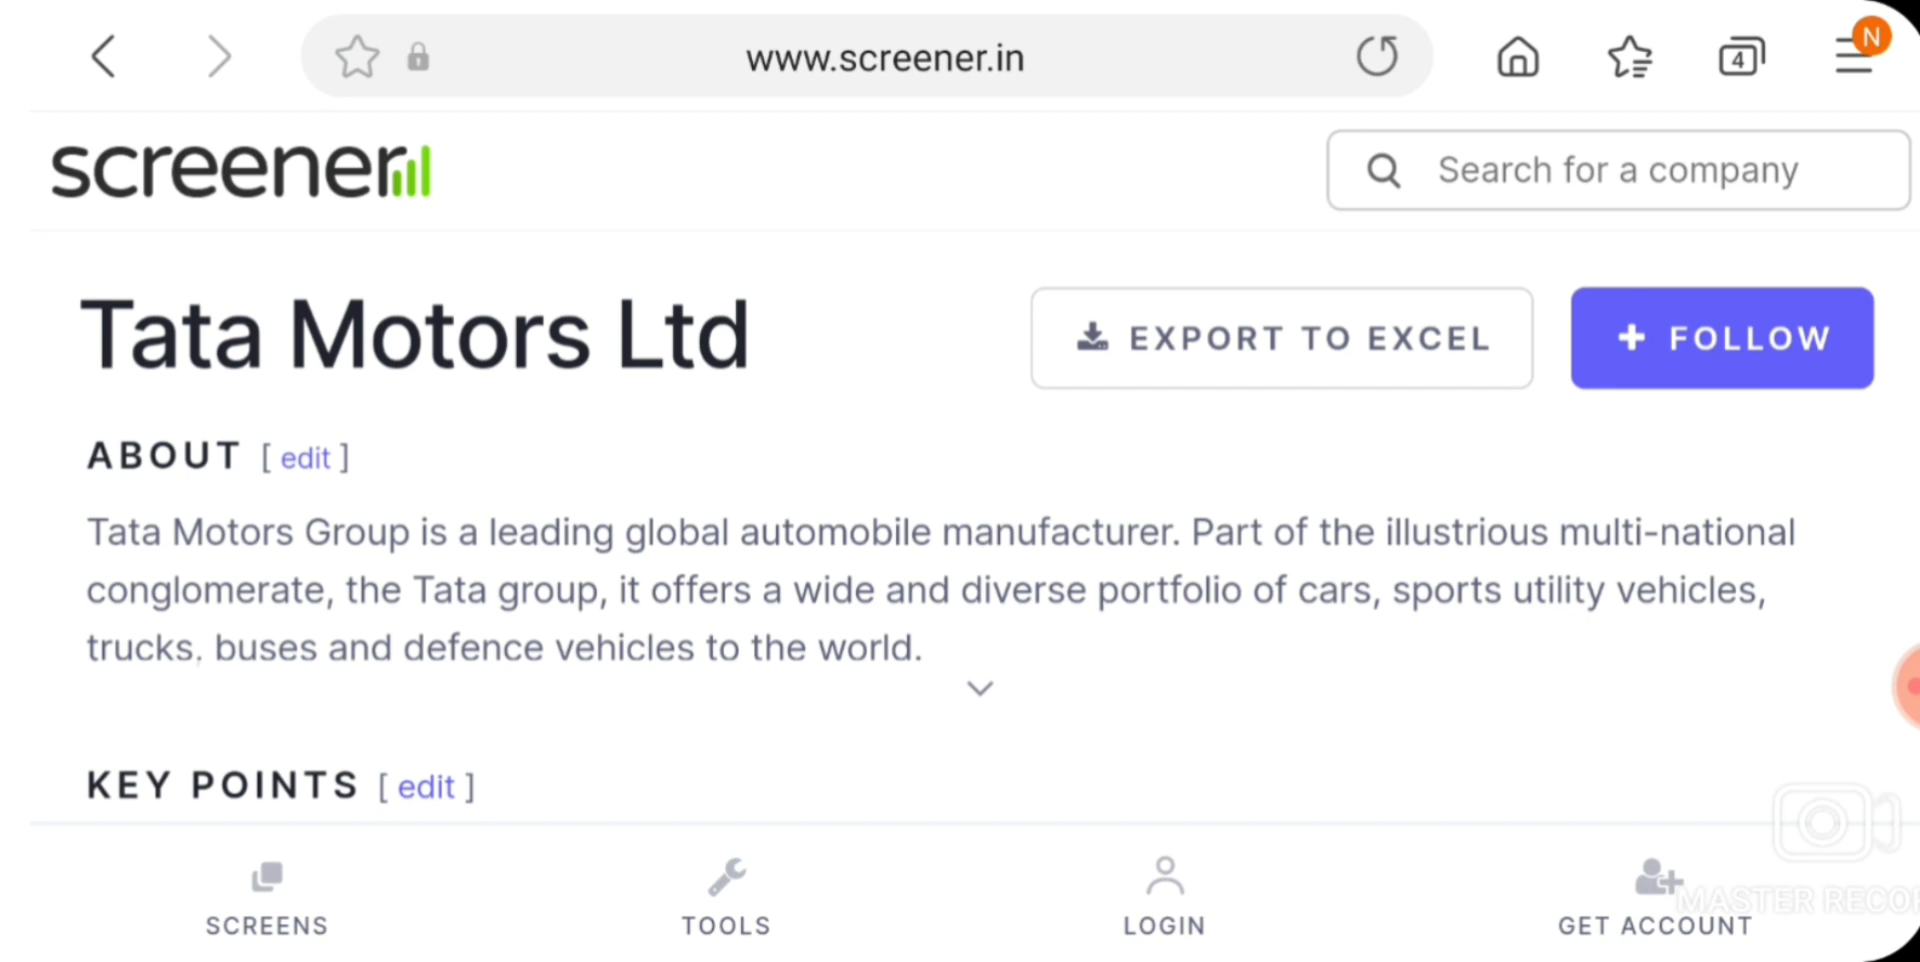 www.screener.in
4
N
screener
Search for a company
Tata Motors Ltd
EXPORT TO EXCEL
+ FOLLOW
ABOUT [ edit ]
Tata Motors Group is a leading global automobile manufacturer. Part of the illustrious multi-national
conglomerate, the Tata group, it offers a wide and diverse portfolio of cars, sports utility vehicles,
trucks, buses and defence vehicles to the world.
KEY POINTS [ edit ]
SCREENS
TOOLS
LOGIN
GET ACCOUNT
MASTER RECOR